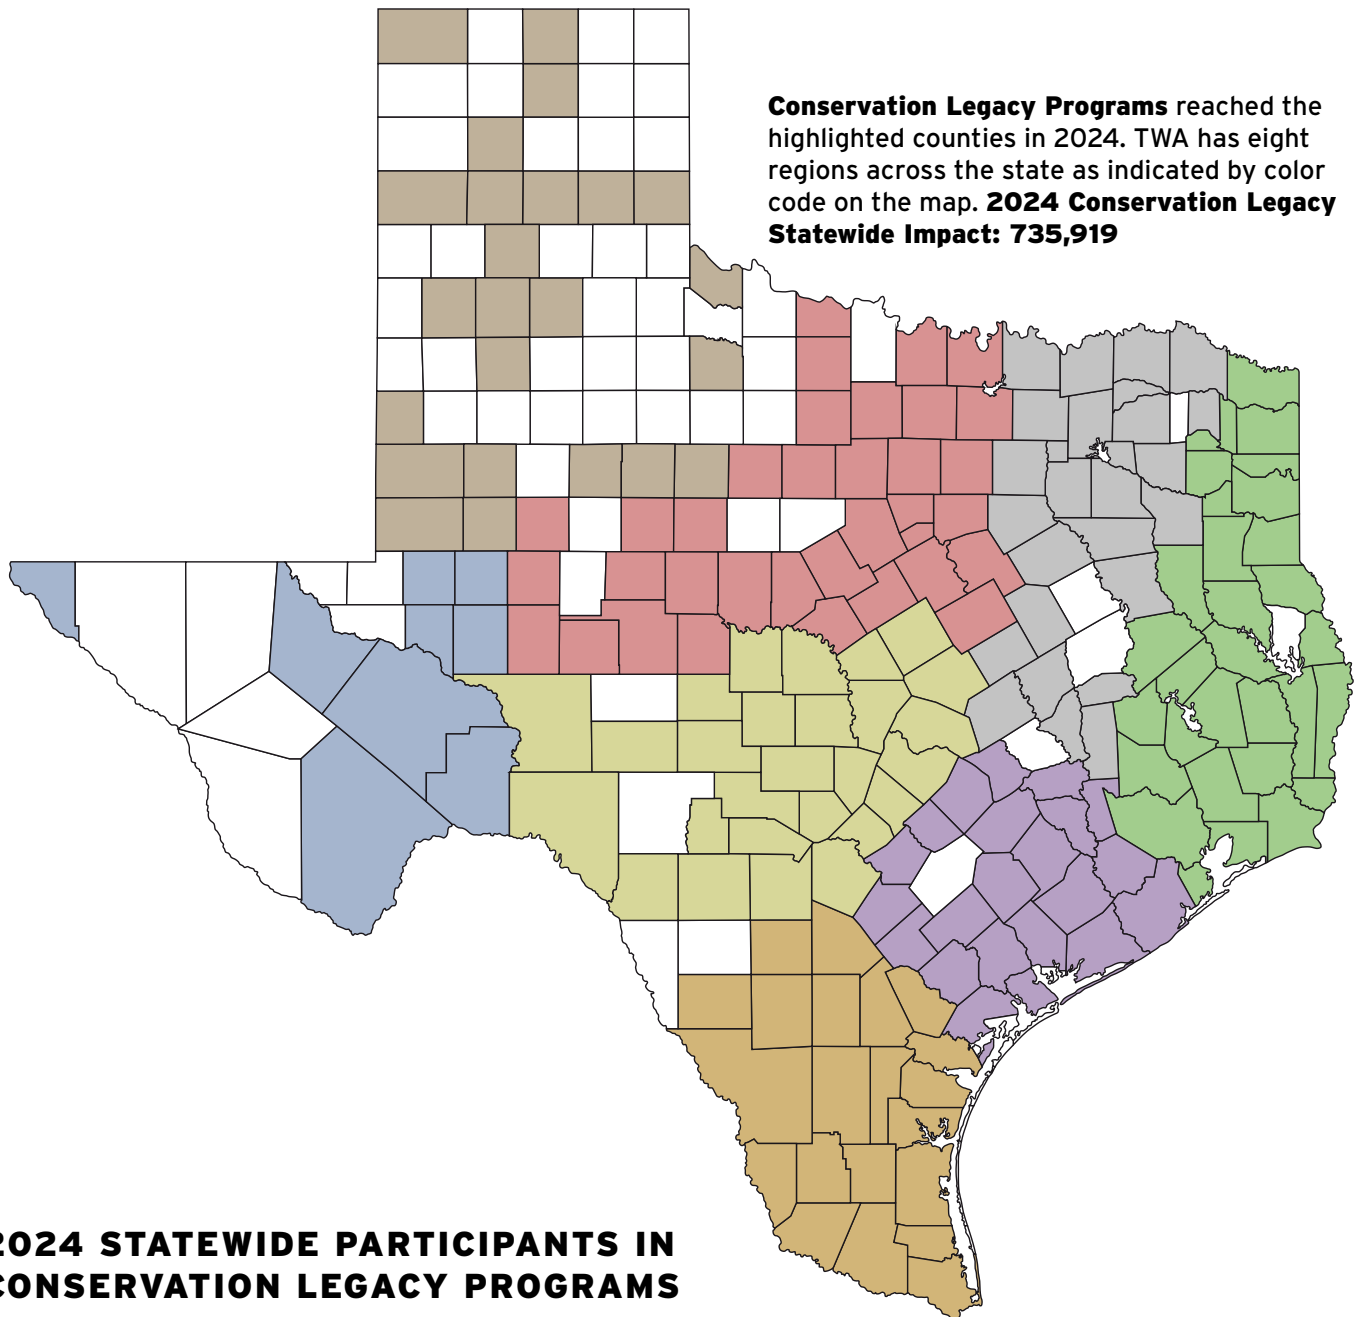 Conservation Legacy Programs reached the
highlighted counties in 2024. TWA has eight
regions across the state as indicated by color
code on the map. 2024 Conservation Legacy
Statewide Impact: 735,919
2024 STATEWIDE PARTICIPANTS IN
CONSERVATION LEGACY PROGRAMS